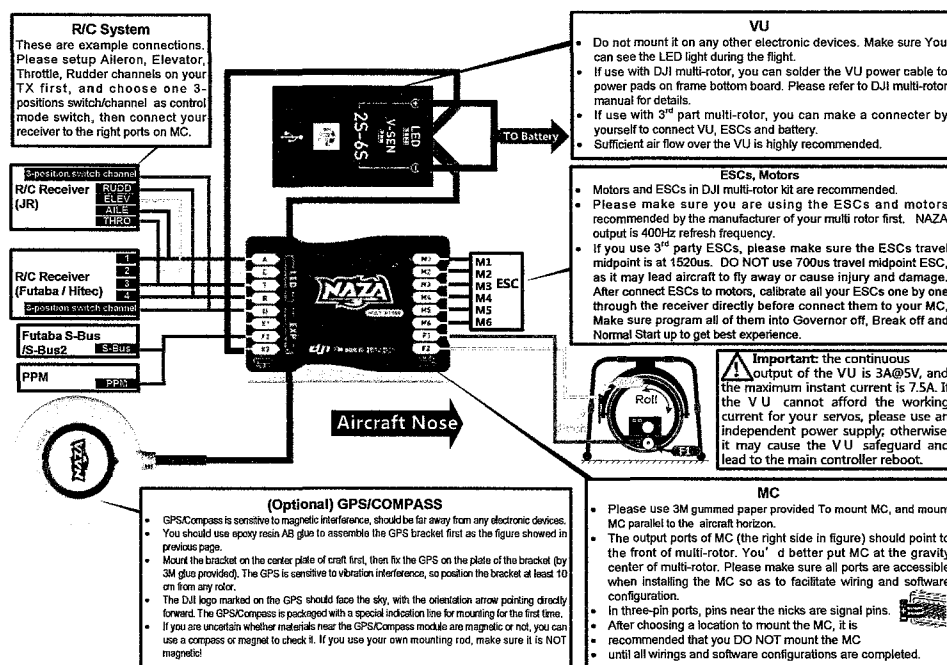 R/C System
These are example connections.
Please setup Aileron, Elevator,
Throttle, Rudder channels on your
TX first, and choose one 3-
positions switch/channel as control
mode switch, then connect your
receiver to the right ports on MC.
3-position switch channel
R/C Receiver
(JR)
RUDD
ELEV
AILE
THRO
R/C Receiver
(Futaba / Hitec)
1
2
3
4
3-position switch channel
Futaba S-Bus
/S-Bus2
S-Bus
PPM
PPM
LED
V-SEN
2S-6S
TO Battery
A
E
T
R
U
X1
X2
X3
LED
EXP
NAZA
M1
M2
M3
M4
M5
M6
F1
F2
M1
M2
M3
M4
M5
M6
ESC
Aircraft Nose
NAZA
Roll
F1
VU
• Do not mount it on any other electronic devices. Make sure You
can see the LED light during the flight.
• If use with DJI multi-rotor, you can solder the VU power cable to
power pads on frame bottom board. Please refer to DJI multi-rotor
manual for details.
• If use with 3rd part multi-rotor, you can make a connecter by
yourself to connect VU, ESCs and battery.
• Sufficient air flow over the VU is highly recommended.
ESCs, Motors
• Motors and ESCs in DJI multi-rotor kit are recommended.
• Please make sure you are using the ESCs and motors
recommended by the manufacturer of your multi rotor first. NAZA
output is 400Hz refresh frequency.
• If you use 3rd party ESCs, please make sure the ESCs travel
midpoint is at 1520us. DO NOT use 700us travel midpoint ESC,
as it may lead aircraft to fly away or cause injury and damage.
After connect ESCs to motors, calibrate all your ESCs one by one
through the receiver directly before connect them to your MC,
Make sure program all of them into Governor off, Break off and
Normal Start up to get best experience.
Important: the continuous
output of the VU is 3A@5V, and
the maximum instant current is 7.5A. If
the V U cannot afford the working
current for your servos, please use an
independent power supply; otherwise
it may cause the V U safeguard and
lead to the main controller reboot.
(Optional) GPS/COMPASS
• GPS/Compass is sensitive to magnetic interference, should be far away from any electronic devices.
• You should use epoxy resin AB glue to assemble the GPS bracket first as the figure showed in
previous page.
• Mount the bracket on the center plate of craft first, then fix the GPS on the plate of the bracket (by
3M glue provided). The GPS is sensitive to vibration interference, so position the bracket at least 10
cm from any rotor.
• The DJI logo marked on the GPS should face the sky, with the orientation arrow pointing directly
forward. The GPS/Compass is packaged with a special indication line for mounting for the first time.
• If you are uncertain whether materials near the GPS/Compass module are magnetic or not, you can
use a compass or magnet to check it. If you use your own mounting rod, make sure it is NOT
magnetic!
MC
• Please use 3M gummed paper provided To mount MC, and mount
MC parallel to the aircraft horizon.
• The output ports of MC (the right side in figure) should point to
the front of multi-rotor. You' d better put MC at the gravity
center of multi-rotor. Please make sure all ports are accessible
when installing the MC so as to facilitate wiring and software
configuration.
• In three-pin ports, pins near the nicks are signal pins.
• After choosing a location to mount the MC, it is
• recommended that you DO NOT mount the MC
• until all wirings and software configurations are completed.